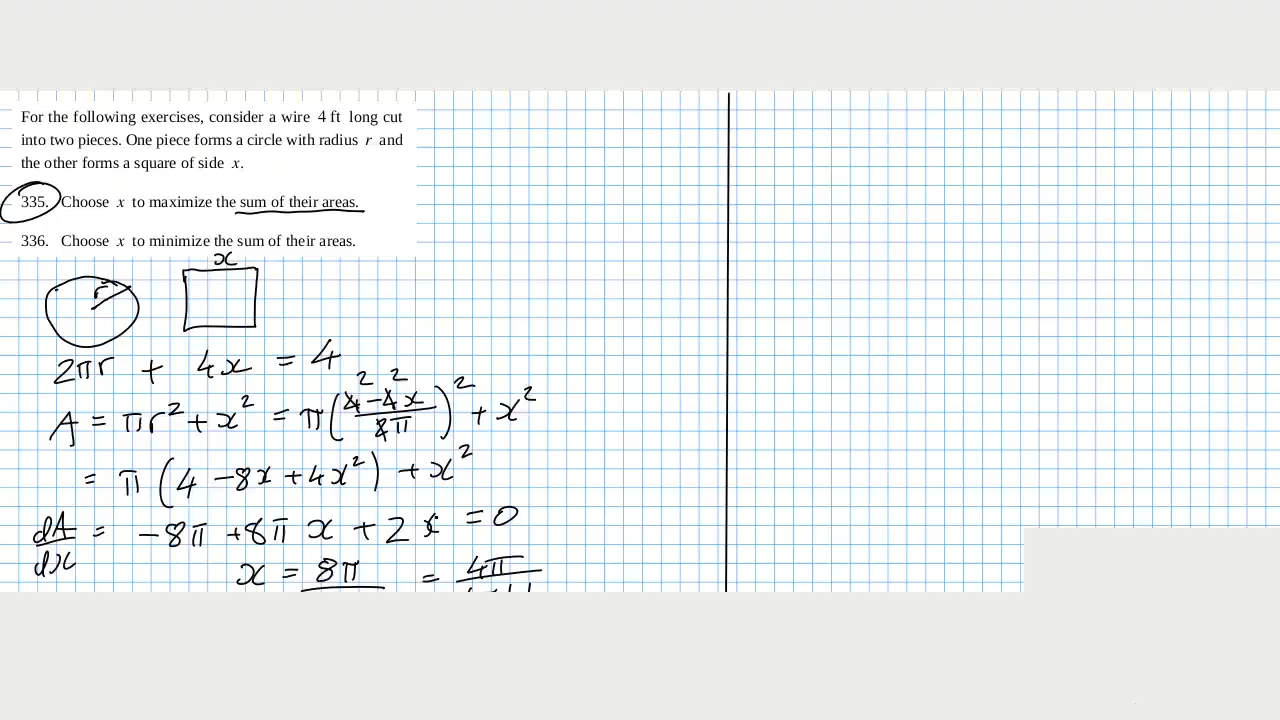 For the following exercises, consider a wire 4 ft long cut
into two pieces. One piece forms a circle with radius r and
the other forms a square of side x.
335. Choose x to maximize the sum of their areas.
336. Choose x to minimize the sum of their areas.
x
r
2πr + 4x = 4
2 2
A = πr² + x² = π((4-4x)/(8π))² + x²
= π(4 -8x +4x²) + x²
dA/dx = -8π +8πx + 2x = 0
x = 8π = 4π